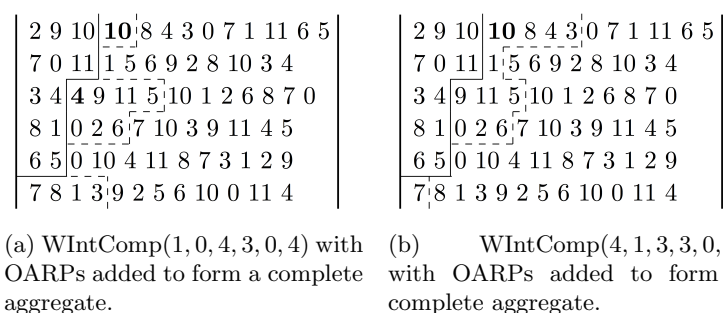 2 9 10 10 8 4 3 0 7 1 11 6 5
7 0 11 1 5 6 9 2 8 10 3 4
3 4 4 9 11 5 10 1 2 6 8 7 0
8 1 0 2 6 7 10 3 9 11 4 5
6 5 0 10 4 11 8 7 3 1 2 9
7 8 1 3 9 2 5 6 10 0 11 4
(a) WIntComp(1, 0, 4, 3, 0, 4) with
OARPs added to form a complete
aggregate.
2 9 10 10 8 4 3 0 7 1 11 6 5
7 0 11 1 5 6 9 2 8 10 3 4
3 4 9 11 5 10 1 2 6 8 7 0
8 1 0 2 6 7 10 3 9 11 4 5
6 5 0 10 4 11 8 7 3 1 2 9
7 8 1 3 9 2 5 6 10 0 11 4
(b) WIntComp(4, 1, 3, 3, 0,
with OARPs added to form
complete aggregate.